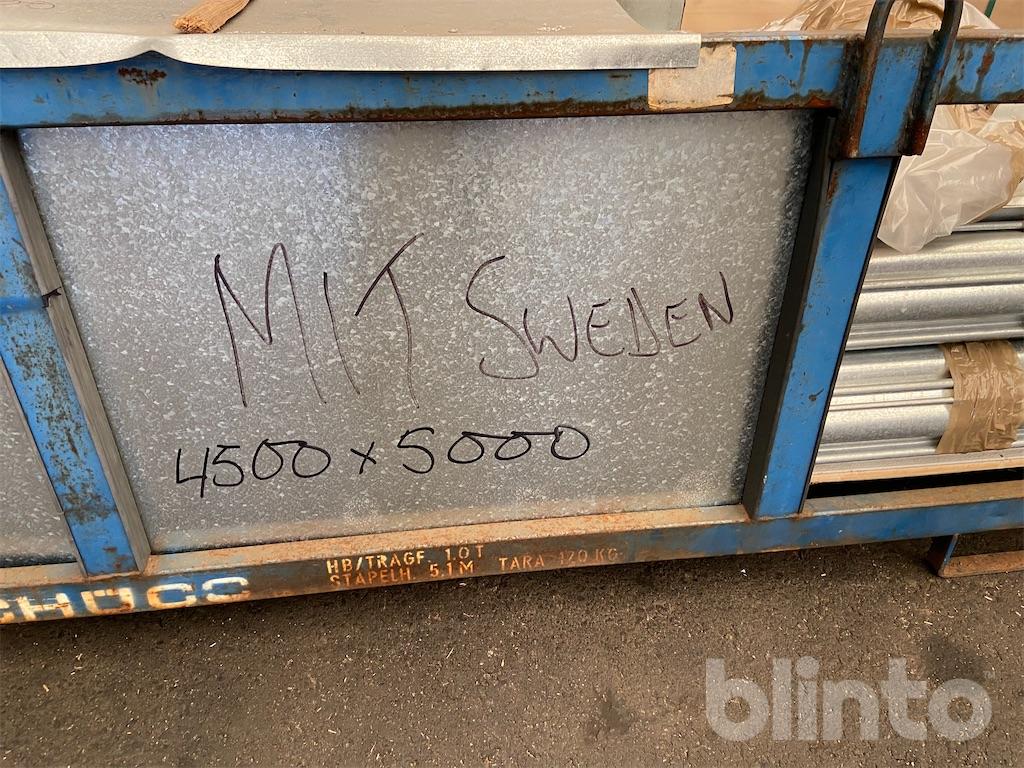 MIT SWEDEN
4500 x 5000
HB/TRAGF 1.0 T
STAPELH. 5.1 M TARA 120 KG
blinto